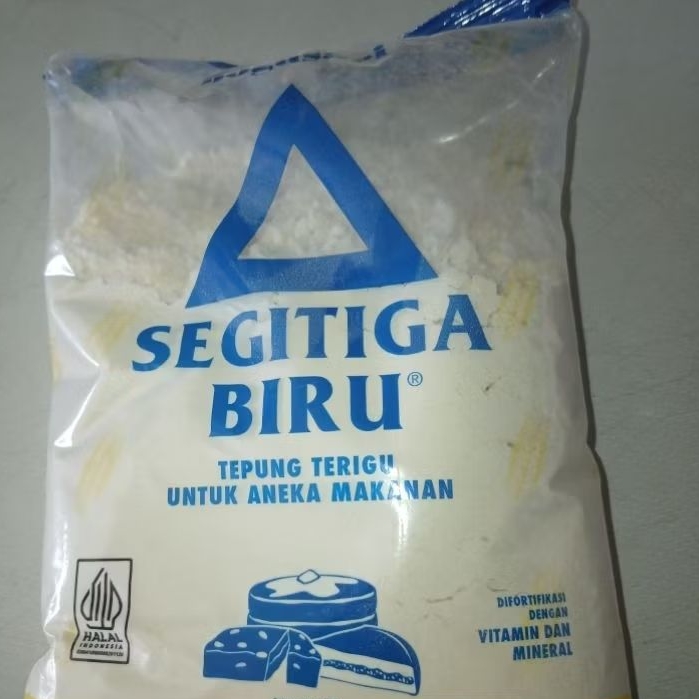 SEGITIGA
BIRU®
TEPUNG TERIGU
UNTUK ANEKA MAKANAN
HALAL
INDONESIA
DIFORTIFIKASI
DENGAN
VITAMIN DAN
MINERAL